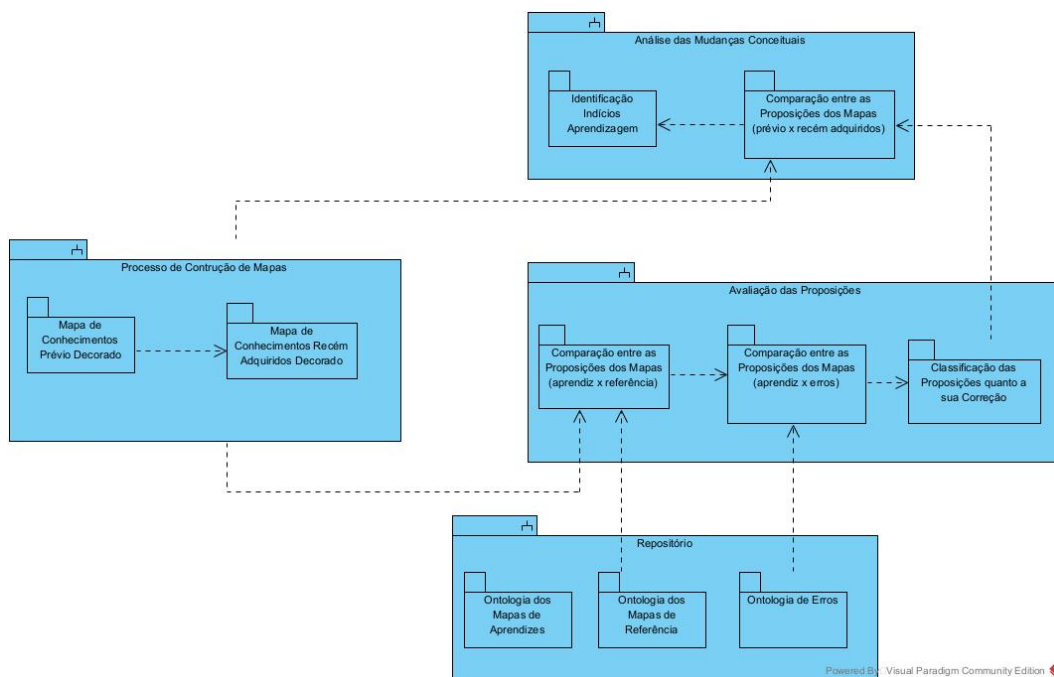 Análise das Mudanças Conceituais
Identificação
Indícios
Aprendizagem
Comparação entre as
Proposições dos Mapas
(prévio x recém adquiridos)
Processo de Contrução de Mapas
Mapa de
Conhecimentos
Prévio Decorado
Mapa de
Conhecimentos Recém
Adquiridos Decorado
Avaliação das Proposições
Comparação entre as
Proposições dos Mapas
(aprendiz x referência)
Comparação entre as
Proposições dos Mapas
(aprendiz x erros)
Classificação das
Proposições quanto a
sua Correção
Repositório
Ontologia dos
Mapas de
Aprendizes
Ontologia dos
Mapas de
Referência
Ontologia de Erros
Powered By Visual Paradigm Community Edition